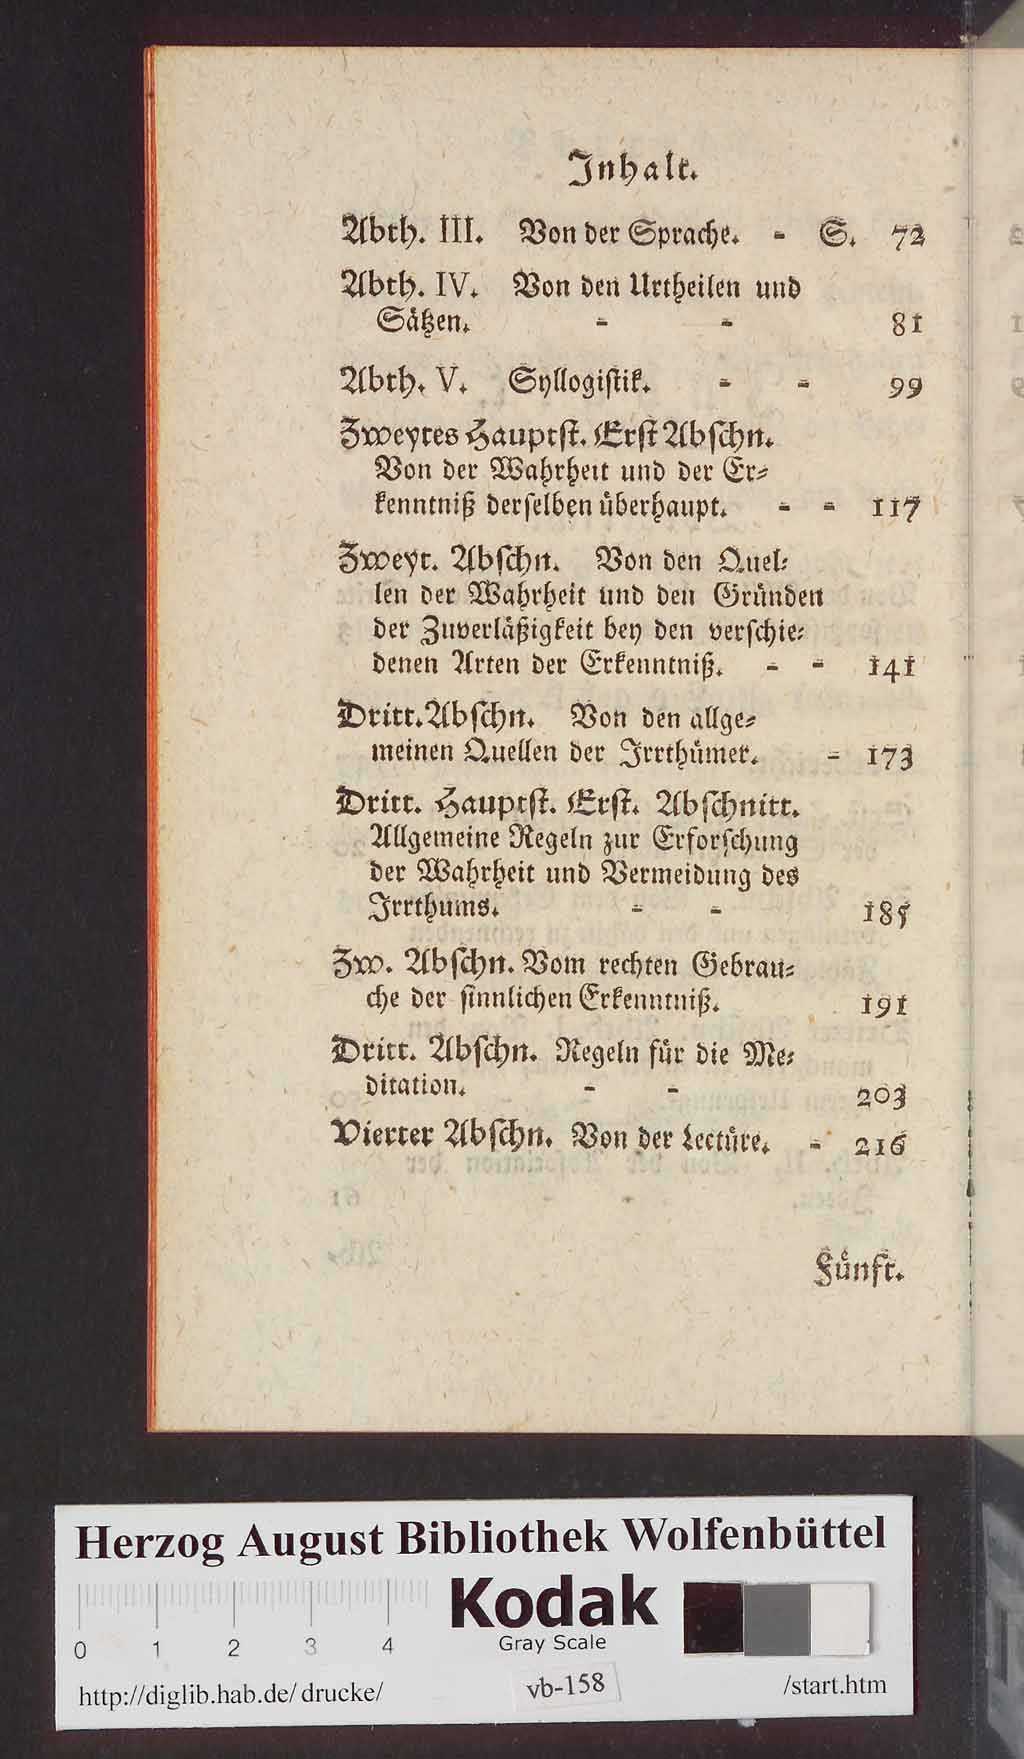 Inhalt.
Abth. III. Von der Sprache. - S. 72
Abth. IV. Von den Urtheilen und
Sätzen. - - 81
Abth. V. Syllogistik. - - 99
Zweytes Hauptst. Erst Abschn.
Von der Wahrheit und der Er-
kenntniß derselben überhaupt. - - 117
Zweyt. Abschn. Von den Quel-
len der Wahrheit und den Gründen
der Zuverläßigkeit bey den verschie-
denen Arten der Erkenntniß. - - 141
Dritt. Abschn. Von den allge-
meinen Quellen der Irrthümer. - 173
Dritt. Hauptst. Erst. Abschnitt.
Allgemeine Regeln zur Erforschung
der Wahrheit und Vermeidung des
Irrthums. - - 185
Zw. Abschn. Vom rechten Gebrau-
che der sinnlichen Erkenntniß. 191
Dritt. Abschn. Regeln für die Me-
ditation. - - 203
Vierter Abschn. Von der Lectüre. - 216
Fünft.
Herzog August Bibliothek Wolfenbüttel
Kodak
Gray Scale
0 1 2 3 4
http://diglib.hab.de/drucke/ vb-158 /start.htm